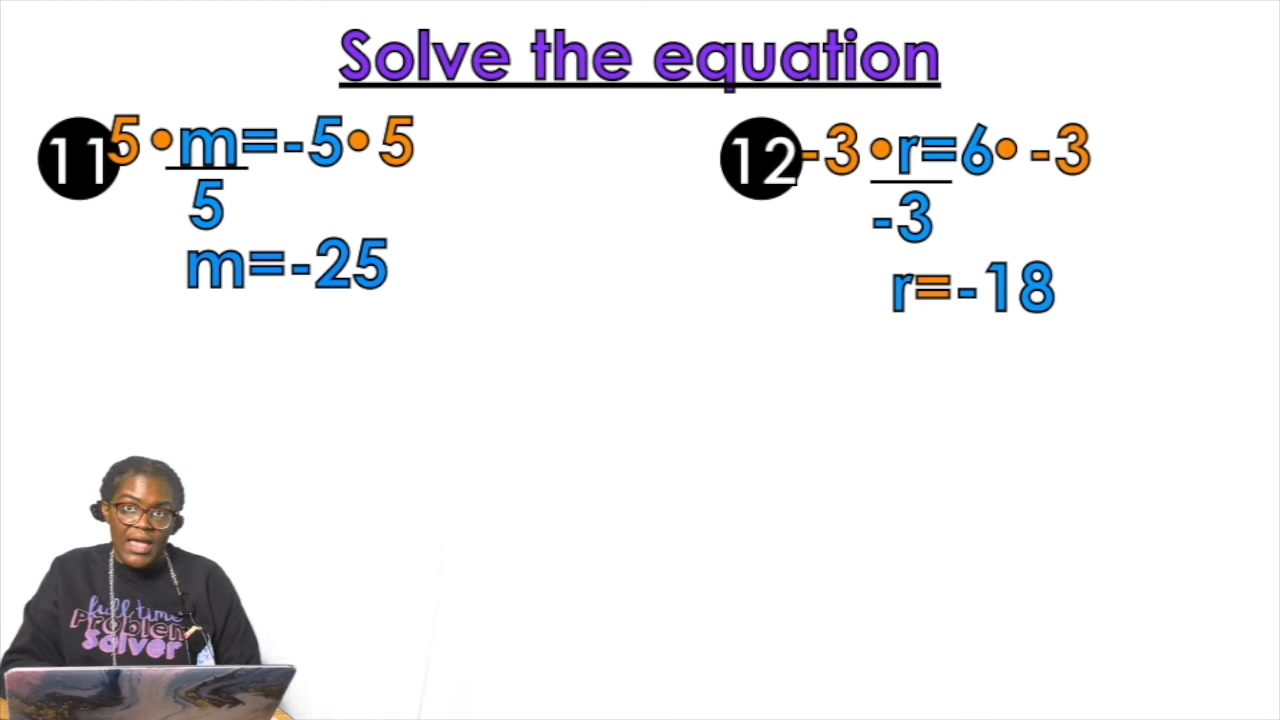 Solve the equation
11 5•m=-5•5
5
m=-25
12 -3•r=6•-3
-3
r=-18
full time
Problem
Solver